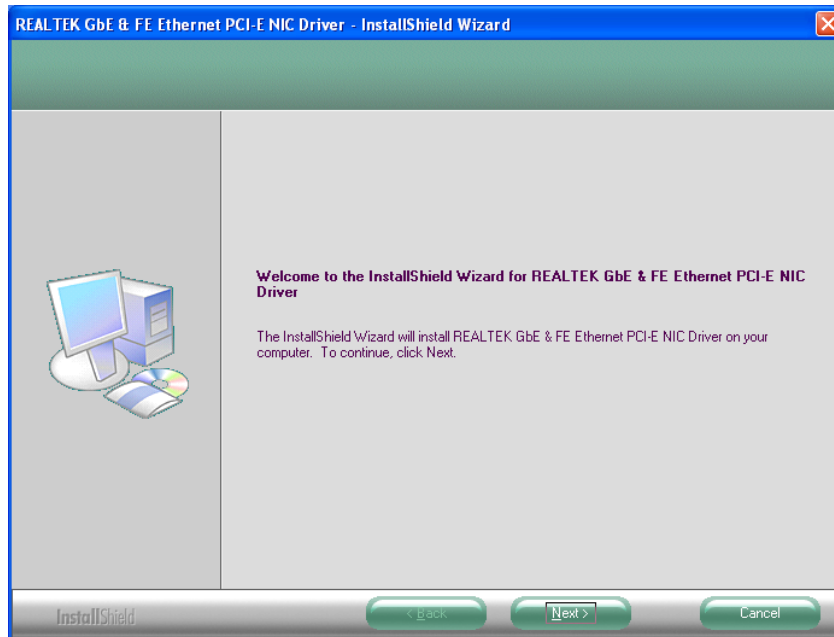 REALTEK GbE & FE Ethernet PCI-E NIC Driver - InstallShield Wizard
Welcome to the InstallShield Wizard for REALTEK GbE & FE Ethernet PCI-E NIC
Driver
The InstallShield Wizard will install REALTEK GbE & FE Ethernet PCI-E NIC Driver on your
computer. To continue, click Next.
InstallShield
< Back
Next >
Cancel